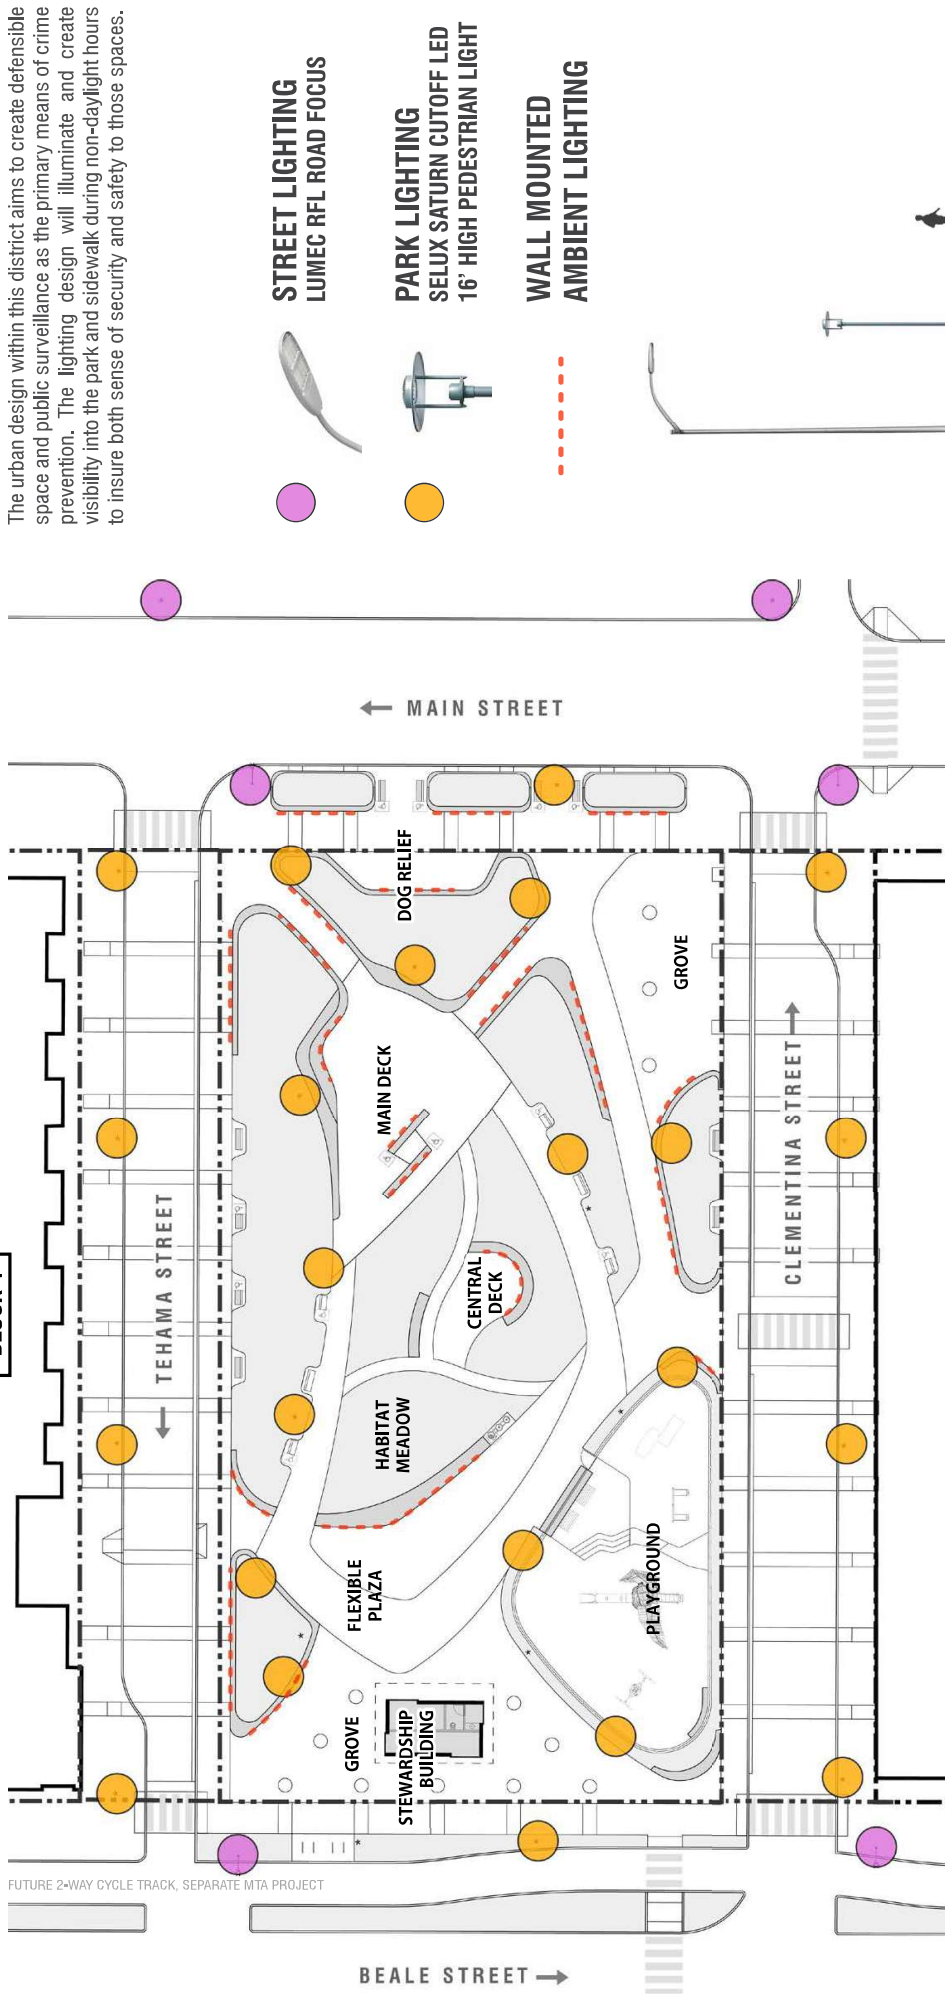 The urban design within this district aims to create defensible
space and public surveillance as the primary means of crime
prevention. The lighting design will illuminate and create
visibility into the park and sidewalk during non-daylight hours
to insure both sense of security and safety to those spaces.
STREET LIGHTING
LUMEC RFL ROAD FOCUS
PARK LIGHTING
SELUX SATURN CUTOFF LED
16' HIGH PEDESTRIAN LIGHT
WALL MOUNTED
AMBIENT LIGHTING
MAIN STREET
DOG RELIEF
GROVE
MAIN DECK
CLEMENTINA STREET
TEHAMA STREET
CENTRAL
DECK
HABITAT
MEADOW
FLEXIBLE
PLAZA
PLAYGROUND
GROVE
STEWARDSHIP
BUILDING
FUTURE 2-WAY CYCLE TRACK, SEPARATE MTA PROJECT
BEALE STREET